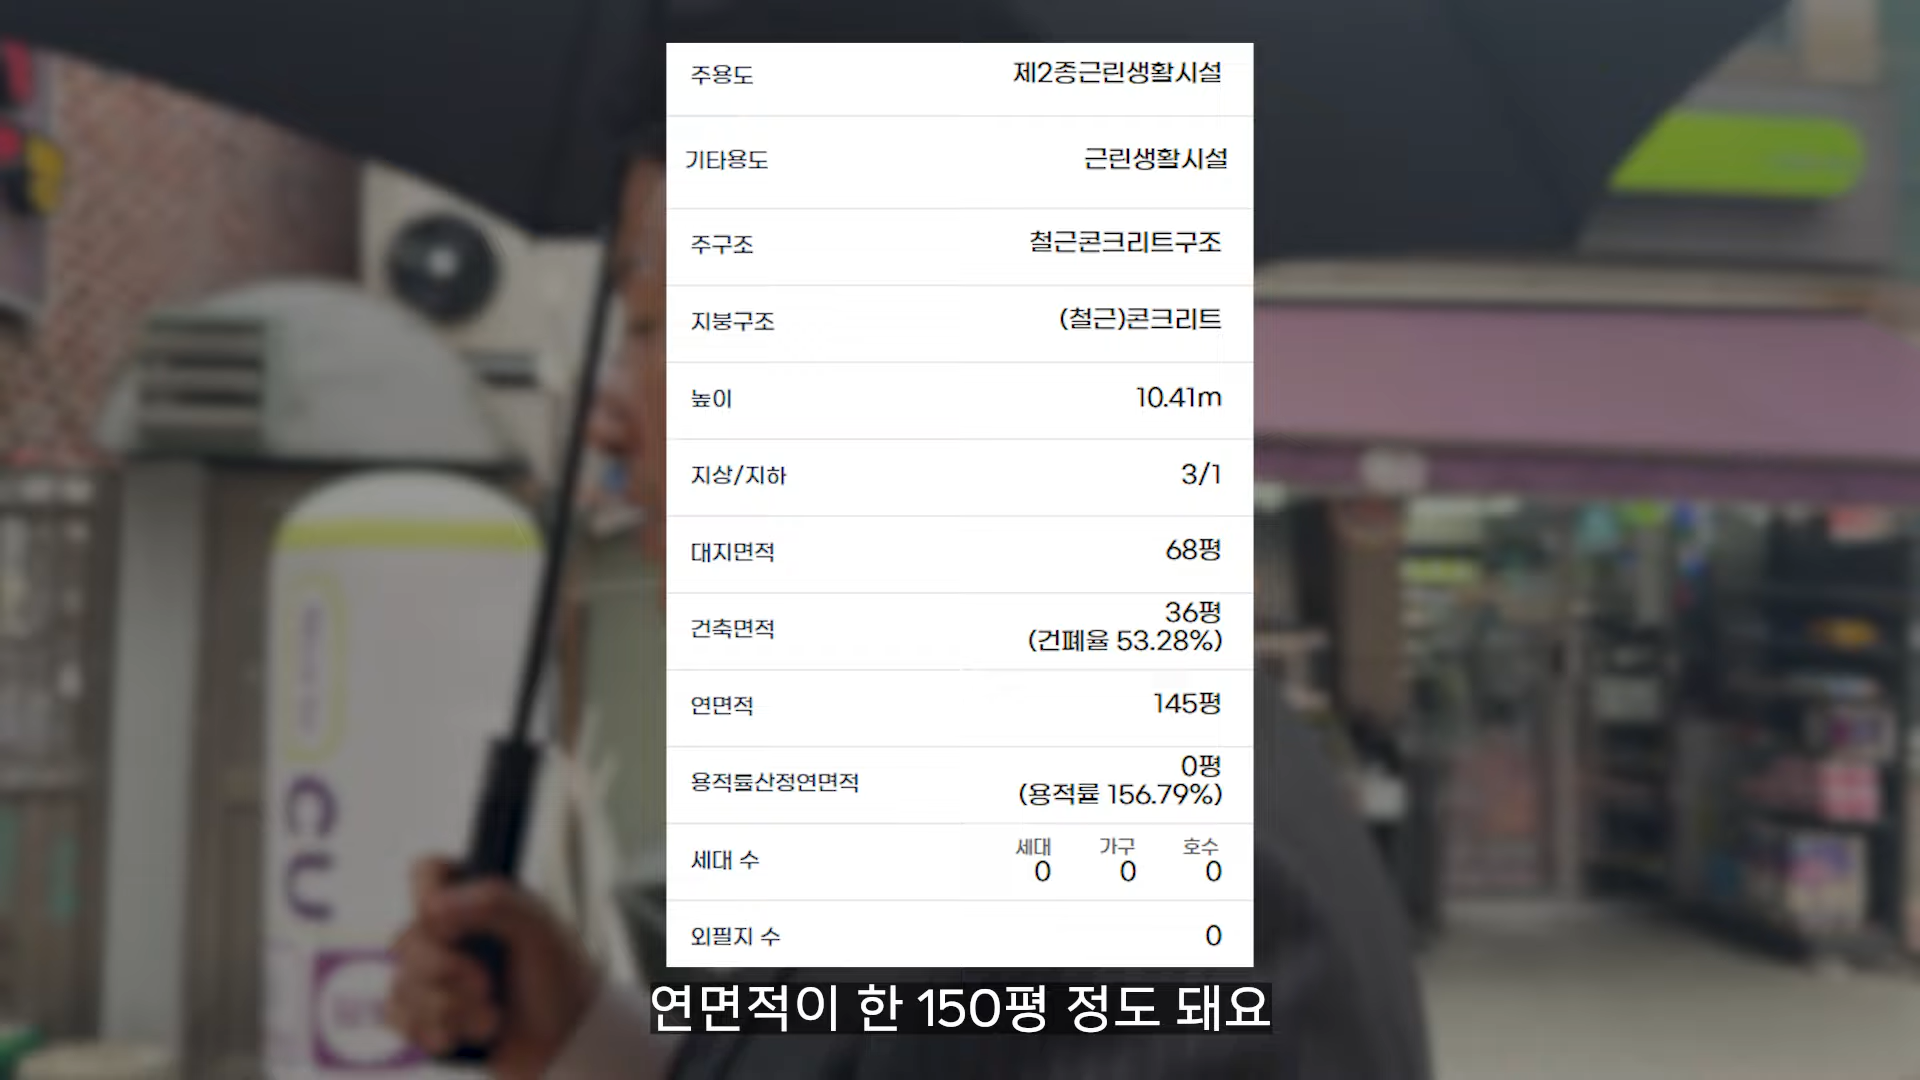 주용도 제2종근린생활시설
기타용도 근린생활시설
주구조 철근콘크리트구조
지붕구조 (철근)콘크리트
높이 10.41m
지상/지하 3/1
대지면적 68평
건축면적 36평
(건폐율 53.28%)
연면적 145평
용적률산정연면적 0평
(용적률 156.79%)
세대 수 세대 가구 호수
0 0 0
외필지 수 0
연면적이 한 150평 정도 돼요
CU